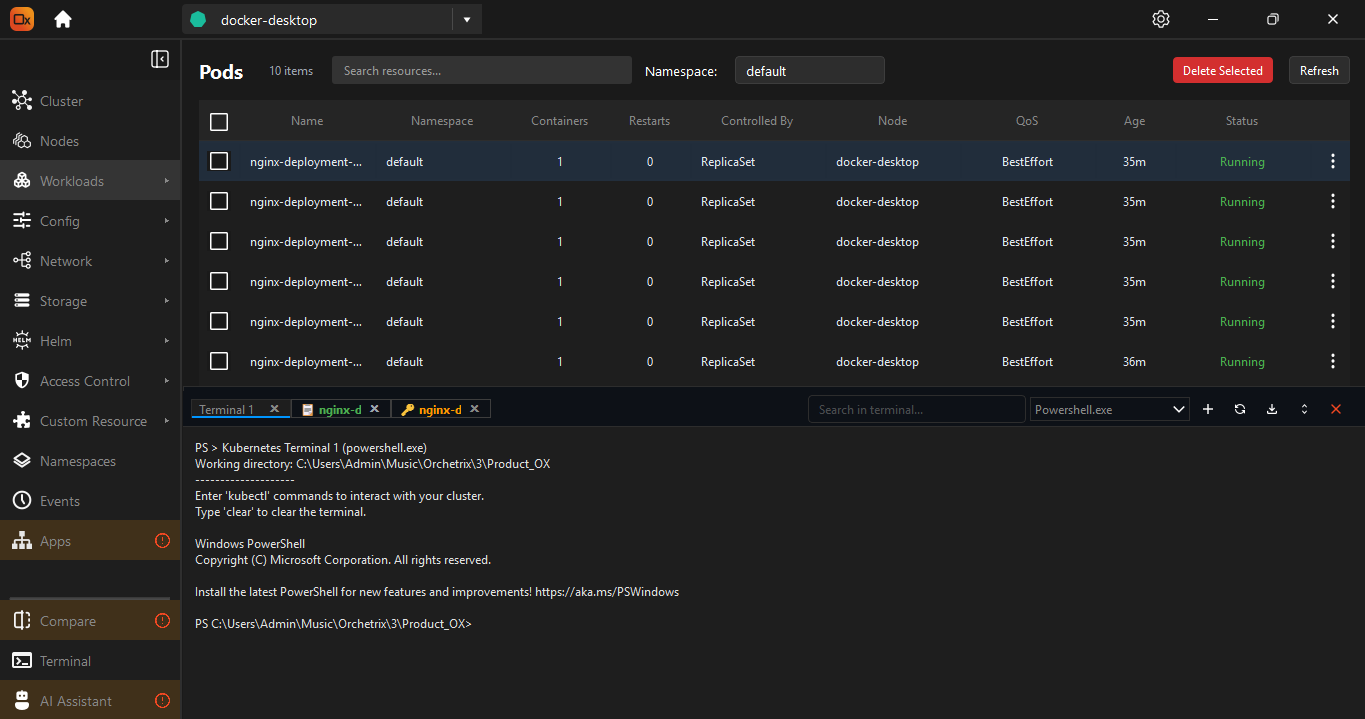 Ox docker-desktop
Pods 10 items Search resources... Namespace: default Delete Selected Refresh
Cluster
Nodes
Workloads
Config
Network
Storage
HELM Helm
Access Control
Custom Resource
Namespaces
Events
Apps
Compare
Terminal
AI Assistant
Name Namespace Containers Restarts Controlled By Node QoS Age Status
nginx-deployment-... default 1 0 ReplicaSet docker-desktop BestEffort 35m Running
nginx-deployment-... default 1 0 ReplicaSet docker-desktop BestEffort 35m Running
nginx-deployment-... default 1 0 ReplicaSet docker-desktop BestEffort 35m Running
nginx-deployment-... default 1 0 ReplicaSet docker-desktop BestEffort 35m Running
nginx-deployment-... default 1 0 ReplicaSet docker-desktop BestEffort 35m Running
nginx-deployment-... default 1 0 ReplicaSet docker-desktop BestEffort 36m Running
Terminal 1 nginx-d nginx-d Search in terminal... Powershell.exe
PS > Kubernetes Terminal 1 (powershell.exe)
Working directory: C:\Users\Admin\Music\Orchetrix\3\Product_OX
--------------------
Enter 'kubectl' commands to interact with your cluster.
Type 'clear' to clear the terminal.
Windows PowerShell
Copyright (C) Microsoft Corporation. All rights reserved.
Install the latest PowerShell for new features and improvements! https://aka.ms/PSWindows
PS C:\Users\Admin\Music\Orchetrix\3\Product_OX>